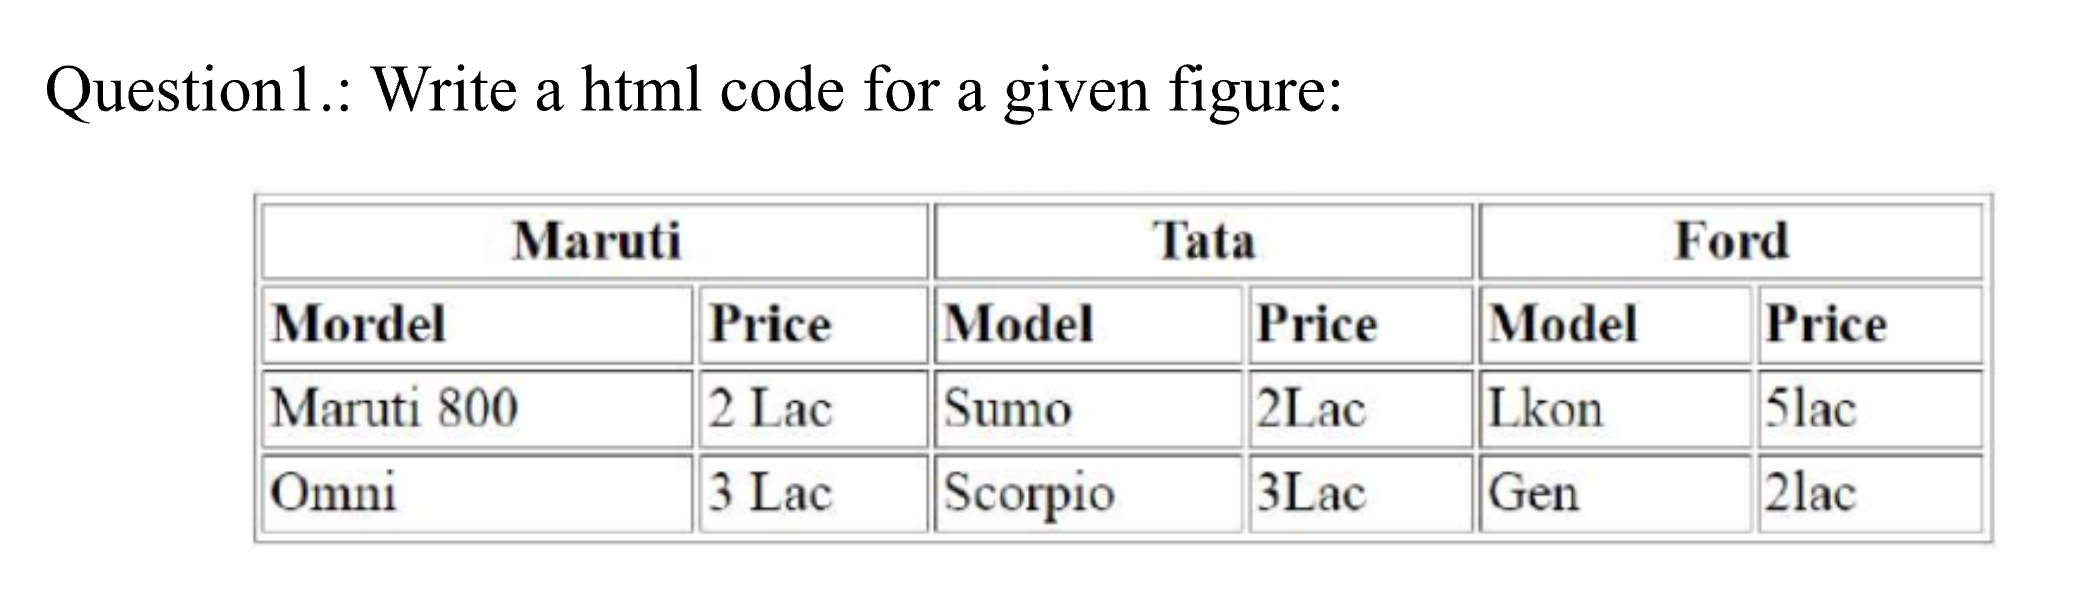 Question1.: Write a html code for a given figure:
Maruti Tata Ford
Mordel Price Model Price Model Price
Maruti 800 2 Lac Sumo 2Lac Lkon 5lac
Omni 3 Lac Scorpio 3Lac Gen 2lac